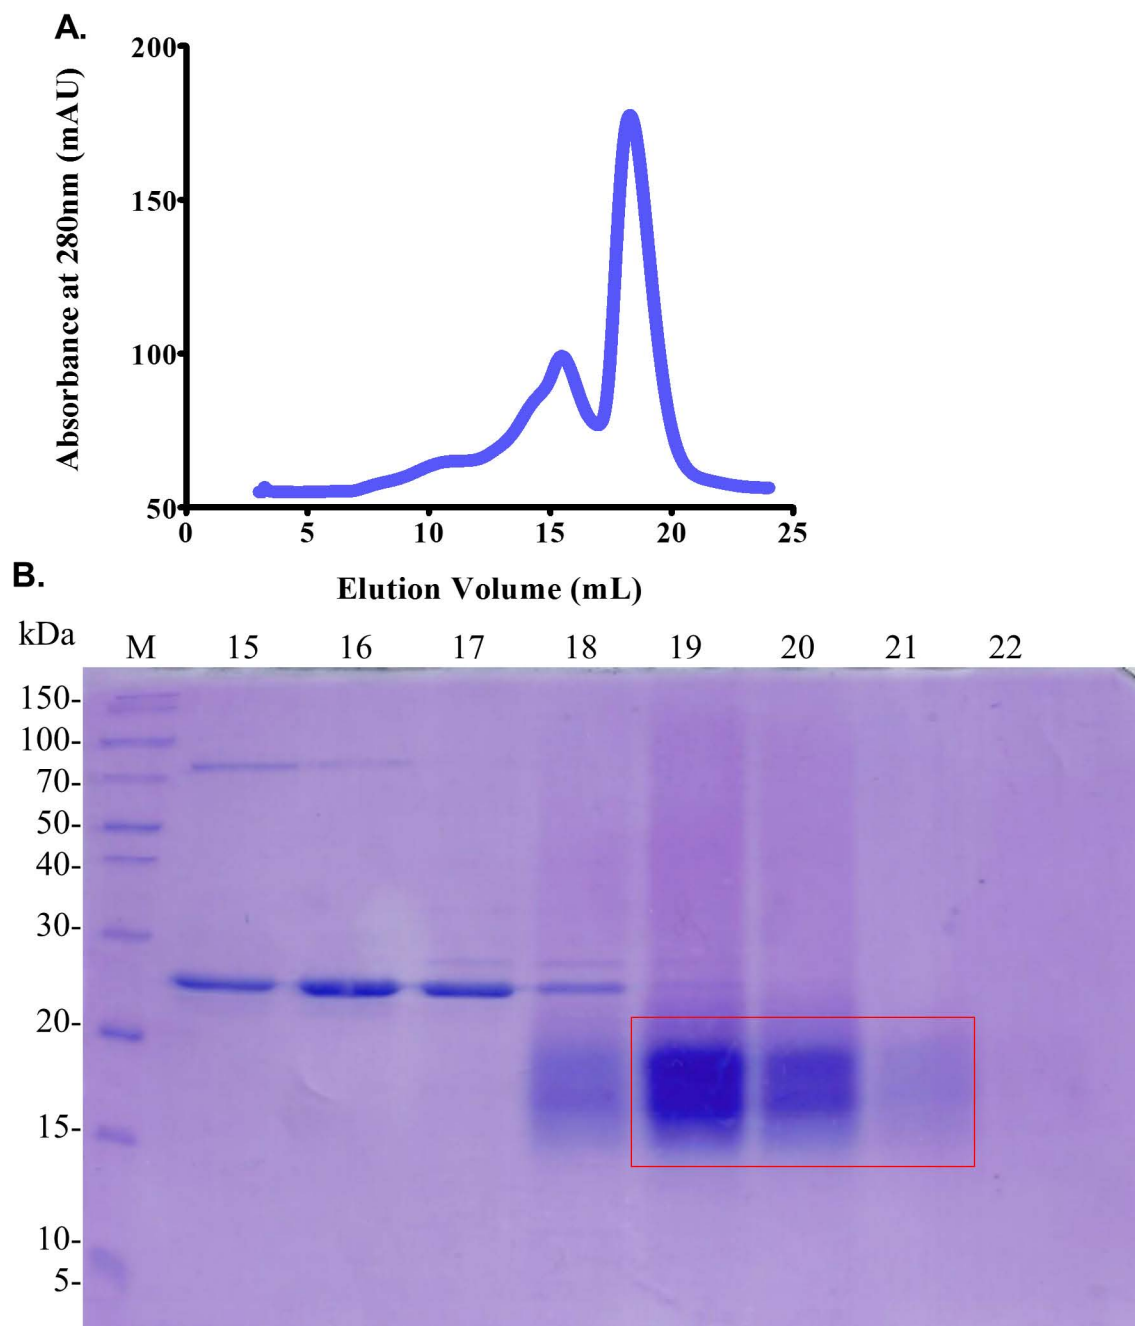 A.
200
150
100
50
0 5 10 15 20 25
Absorbance at 280nm (mAU)
Elution Volume (mL)
B.
kDa M 15 16 17 18 19 20 21 22
150-
100-
70-
50-
40-
30-
20-
15-
10-
5-